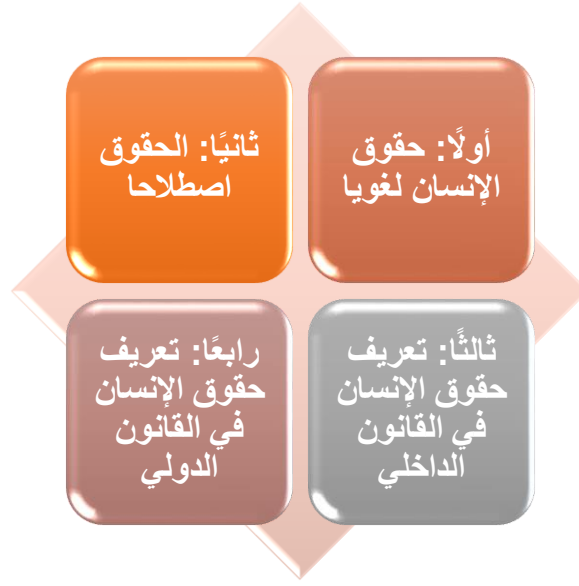 أولًا: حقوق
الإنسان لغويا
ثانيًا: الحقوق
اصطلاحا
ثالثًا: تعريف
حقوق الإنسان
في القانون
الداخلي
رابعًا: تعريف
حقوق الإنسان
في القانون
الدولي